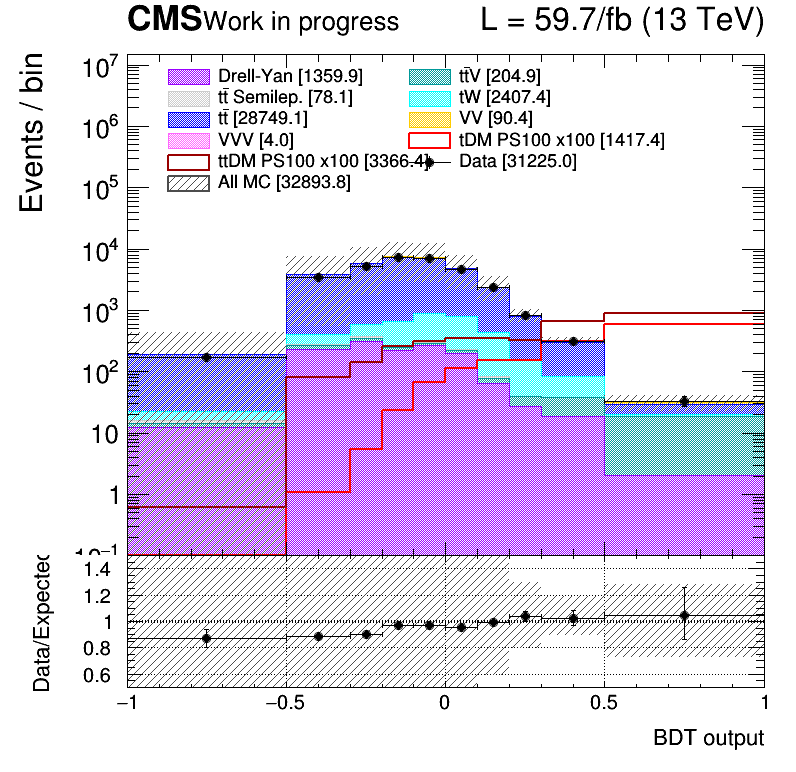 CMS Work in progress L = 59.7/fb (13 TeV)
Events / bin
10⁷
10⁶
10⁵
10⁴
10³
10²
10
1
10⁻¹
Drell-Yan [1359.9] tt̄V [204.9]
tt̄ Semilep. [78.1] tW [2407.4]
tt̄ [28749.1] VV [90.4]
VVV [4.0] tDM PS100 x100 [1417.4]
ttDM PS100 x100 [3366.4] Data [31225.0]
All MC [32893.8]
Data/Expected
1.4
1.2
1
0.8
0.6
−1 −0.5 0 0.5 1
BDT output